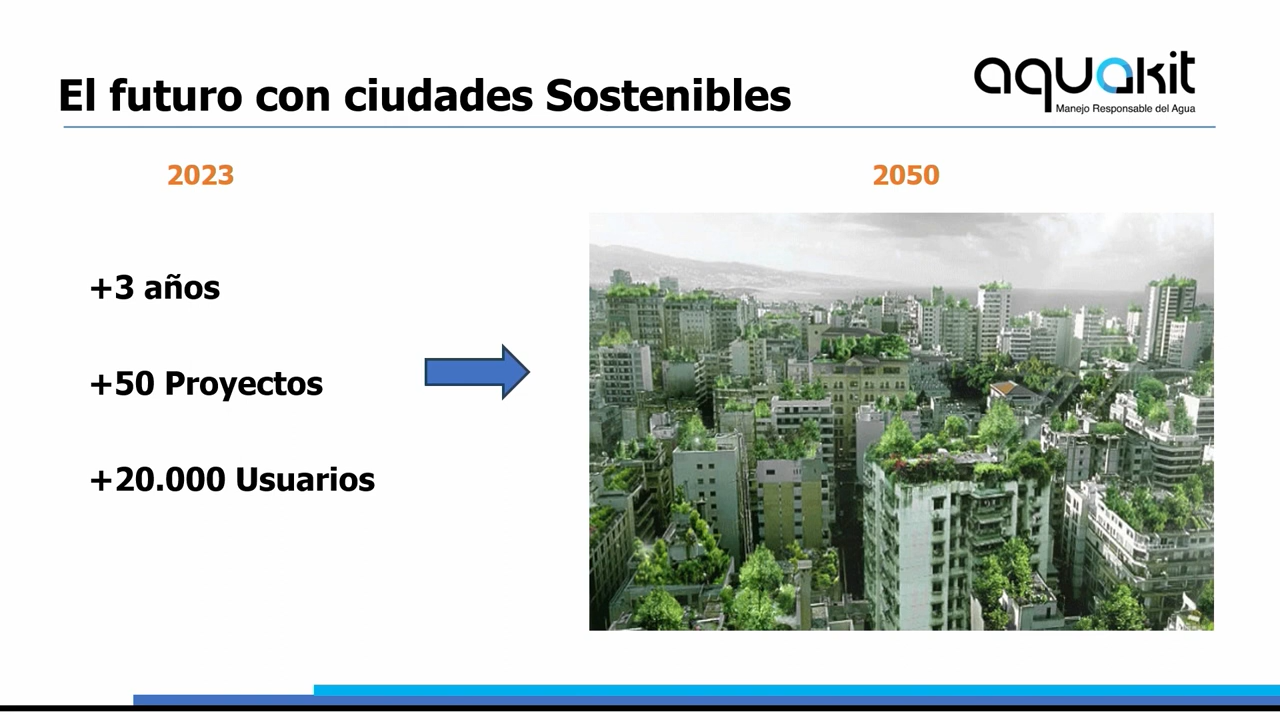 El futuro con ciudades Sostenibles
aquakit
Manejo Responsable del Agua
2023
2050
+3 años
+50 Proyectos
+20.000 Usuarios